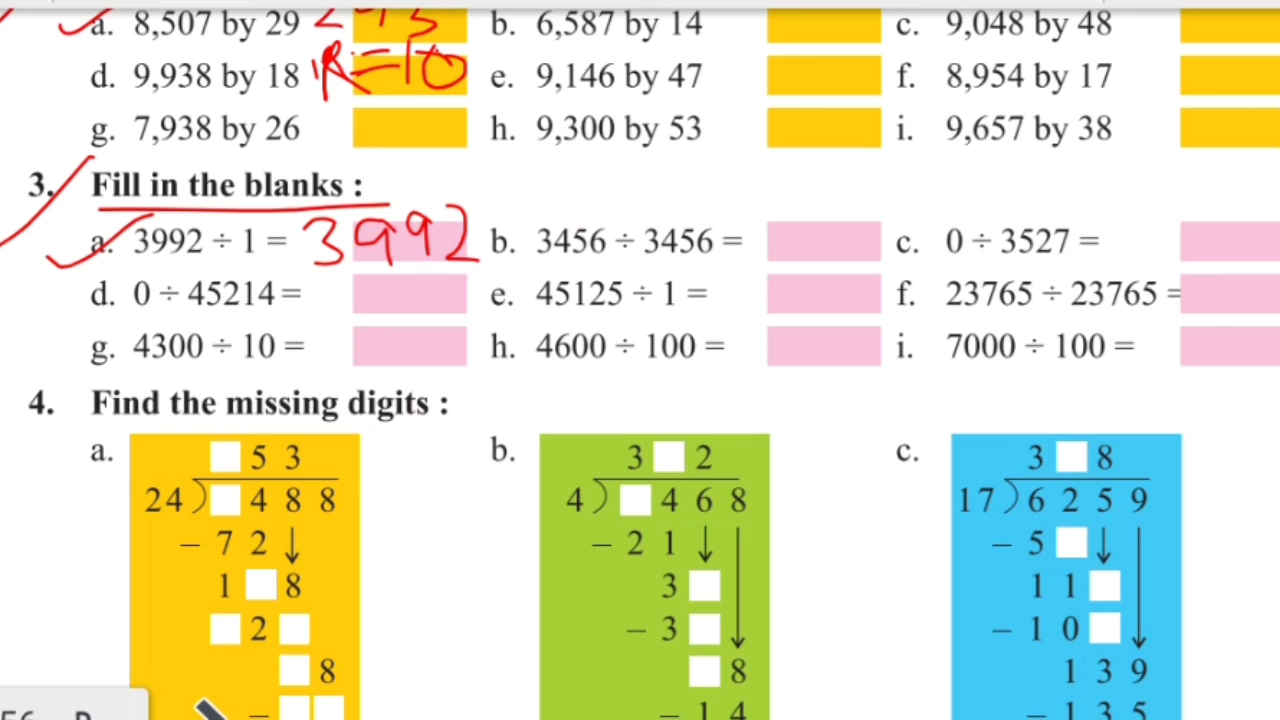 a. 8,507 by 29 293 b. 6,587 by 14 c. 9,048 by 48
d. 9,938 by 18 R=10 e. 9,146 by 47 f. 8,954 by 17
g. 7,938 by 26 h. 9,300 by 53 i. 9,657 by 38
3. Fill in the blanks :
a. 3992 ÷ 1 = 3992 b. 3456 ÷ 3456 = c. 0 ÷ 3527 =
d. 0 ÷ 45214 = e. 45125 ÷ 1 = f. 23765 ÷ 23765 =
g. 4300 ÷ 10 = h. 4600 ÷ 100 = i. 7000 ÷ 100 =
4. Find the missing digits :
a. 5 3 b. 3 2 c. 3 8
24 ) 4 8 8 4 ) 4 6 8 17 ) 6 2 5 9
– 7 2 ↓ – 2 1 ↓ – 5 ↓
1 8 3 1 1
2 – 3 – 1 0
8 8 1 3 9
– – 1 4 – 1 3 5